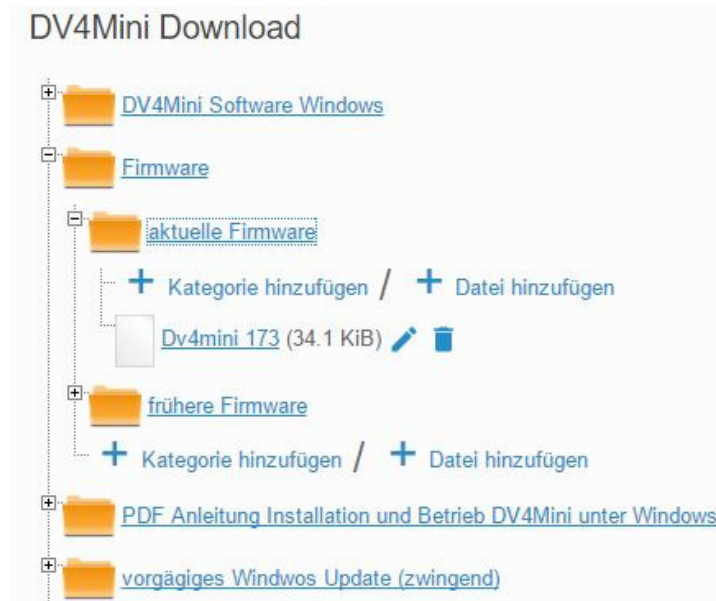 DV4Mini Download
DV4Mini Software Windows
Firmware
aktuelle Firmware
+ Kategorie hinzufügen / + Datei hinzufügen
Dv4mini 173 (34.1 KiB)
frühere Firmware
+ Kategorie hinzufügen / + Datei hinzufügen
PDF Anleitung Installation und Betrieb DV4Mini unter Windows
vorgägiges Windwos Update (zwingend)